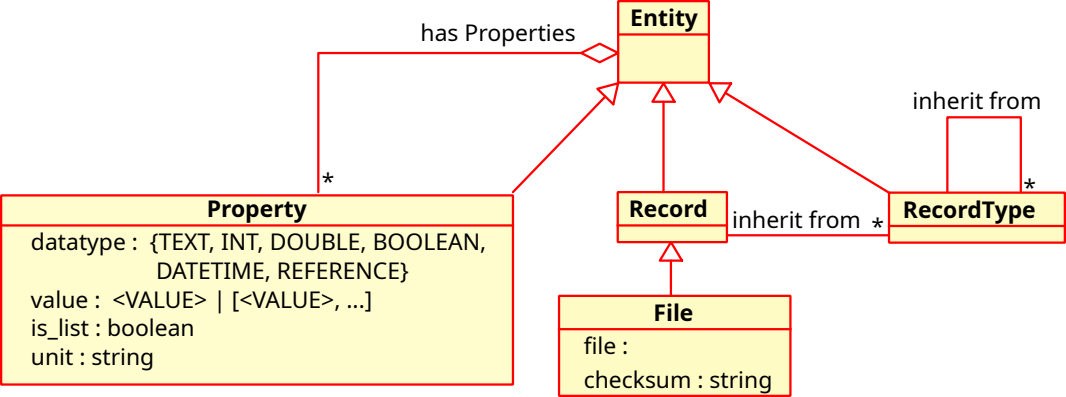 Entity
has Properties
inherit from
*
*
Property
datatype :  {TEXT, INT, DOUBLE, BOOLEAN,
DATETIME, REFERENCE}
value :  <VALUE> | [<VALUE>, ...]
is_list : boolean
unit : string
Record
inherit from
*
RecordType
File
file :
checksum : string